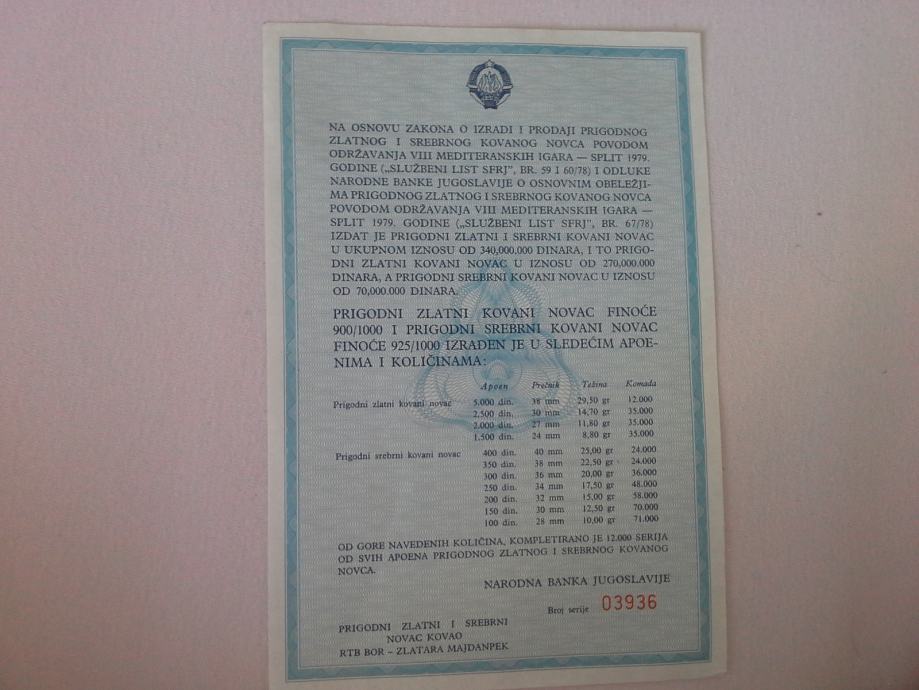 NA OSNOVU ZAKONA O IZRADI I PRODAJI PRIGODNOG
ZLATNOG I SREBRNOG KOVANOG NOVCA POVODOM
ODRŽAVANJA VIII MEDITERANSKIH IGARA — SPLIT 1979.
GODINE („SLUŽBENI LIST SFRJ”, BR. 59 I 60/78) I ODLUKE
NARODNE BANKE JUGOSLAVIJE O OSNOVNIM OBELEŽJI-
MA PRIGODNOG ZLATNOG I SREBRNOG KOVANOG NOVCA
POVODOM ODRŽAVANJA VIII MEDITERANSKIH IGARA —
SPLIT 1979. GODINE („SLUŽBENI LIST SFRJ”, BR. 67/78)
IZDAT JE PRIGODNI ZLATNI I SREBRNI KOVANI NOVAC
U UKUPNOM IZNOSU OD 340,000.000 DINARA, I TO PRIGO-
DNI ZLATNI KOVANI NOVAC U IZNOSU OD 270,000.000
DINARA, A PRIGODNI SREBRNI KOVANI NOVAC U IZNOSU
OD 70,000.000 DINARA.
PRIGODNI ZLATNI KOVANI NOVAC FINOĆE
900/1000 I PRIGODNI SREBRNI KOVANI NOVAC
FINOĆE 925/1000 IZRAĐEN JE U SLEDEĆIM APOE-
NIMA I KOLIČINAMA:
Apoen Prečnik Težina Komada
Prigodni zlatni kovani novac 5.000 din. 38 mm 29,50 gr 12.000
2.500 din. 30 mm 14,70 gr 35.000
2.000 din. 27 mm 11,80 gr 35.000
1.500 din. 24 mm 8,80 gr 35.000
Prigodni srebrni kovani novac 400 din. 40 mm 25,00 gr 24.000
350 din. 38 mm 22,50 gr 24.000
300 din. 36 mm 20,00 gr 36.000
250 din. 34 mm 17,50 gr 48.000
200 din. 32 mm 15,00 gr 58.000
150 din. 30 mm 12,50 gr 70.000
100 din. 28 mm 10,00 gr 71.000
OD GORE NAVEDENIH KOLIČINA, KOMPLETIRANO JE 12.000 SERIJA
OD SVIH APOENA PRIGODNOG ZLATNOG I SREBRNOG KOVANOG
NOVCA.
NARODNA BANKA JUGOSLAVIJE
Broj serije 03936
PRIGODNI ZLATNI I SREBRNI
NOVAC KOVAO
RTB BOR – ZLATARA MAJDANPEK